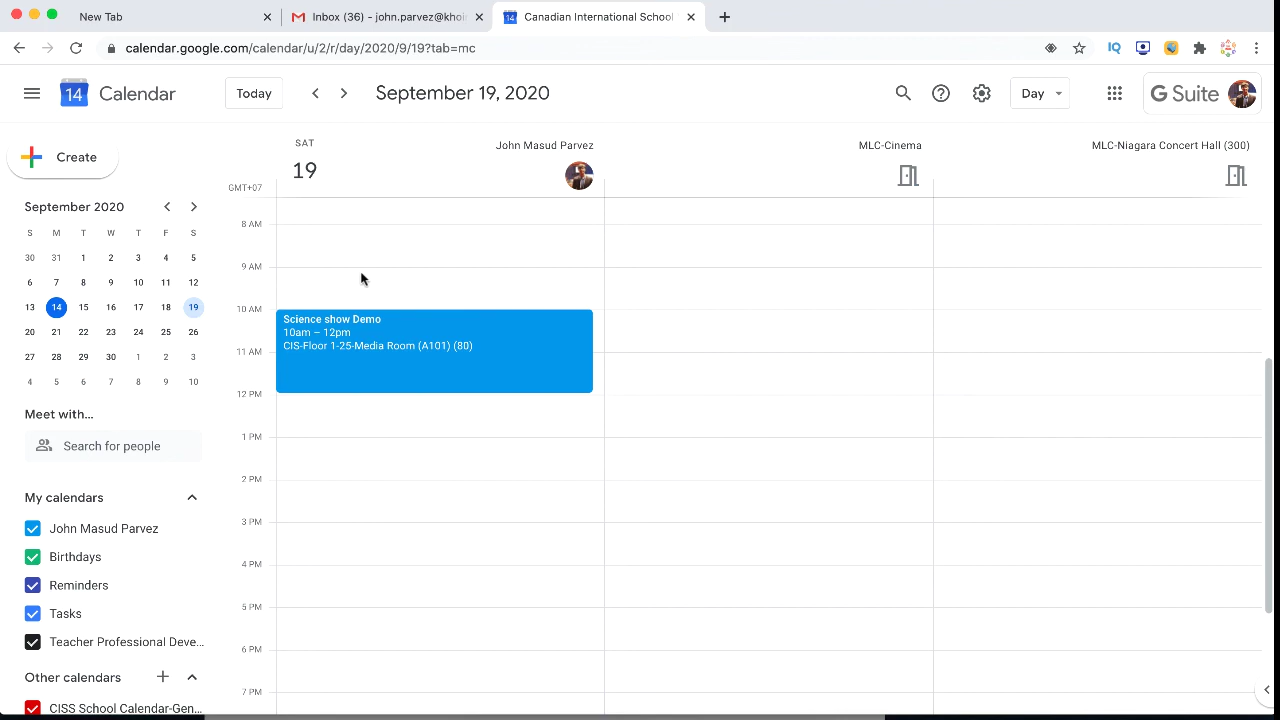 New Tab
Inbox (36) - john.parvez@khoi
Canadian International School
calendar.google.com/calendar/u/2/r/day/2020/9/19?tab=mc
IQ
14
Calendar
Today
September 19, 2020
Day
G Suite
Create
SAT
19
GMT+07
John Masud Parvez
MLC-Cinema
MLC-Niagara Concert Hall (300)
September 2020
S M T W T F S
30 31 1 2 3 4 5
6 7 8 9 10 11 12
13 14 15 16 17 18 19
20 21 22 23 24 25 26
27 28 29 30 1 2 3
4 5 6 7 8 9 10
Meet with...
Search for people
My calendars
John Masud Parvez
Birthdays
Reminders
Tasks
Teacher Professional Deve...
Other calendars
CISS School Calendar-Gen...
8 AM
9 AM
10 AM
11 AM
12 PM
1 PM
2 PM
3 PM
4 PM
5 PM
6 PM
7 PM
Science show Demo
10am – 12pm
CIS-Floor 1-25-Media Room (A101) (80)